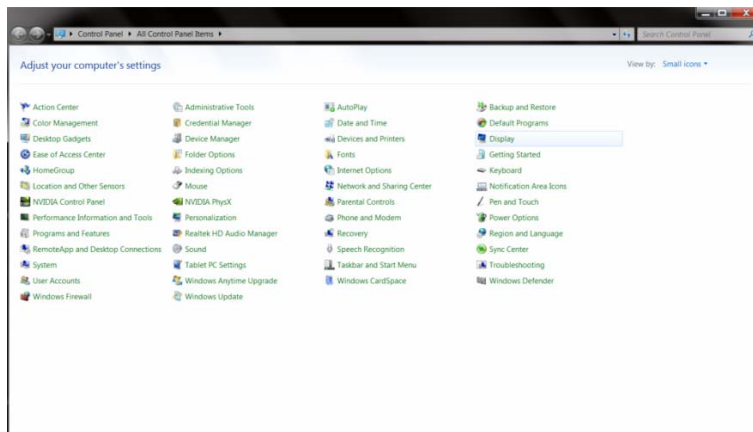 Control Panel All Control Panel Items Search Control Panel
Adjust your computer's settings View by: Small icons
Action Center Administrative Tools AutoPlay Backup and Restore
Color Management Credential Manager Date and Time Default Programs
Desktop Gadgets Device Manager Devices and Printers Display
Ease of Access Center Folder Options Fonts Getting Started
HomeGroup Indexing Options Internet Options Keyboard
Location and Other Sensors Mouse Network and Sharing Center Notification Area Icons
NVIDIA Control Panel NVIDIA PhysX Parental Controls Pen and Touch
Performance Information and Tools Personalization Phone and Modem Power Options
Programs and Features Realtek HD Audio Manager Recovery Region and Language
RemoteApp and Desktop Connections Sound Speech Recognition Sync Center
System Tablet PC Settings Taskbar and Start Menu Troubleshooting
User Accounts Windows Anytime Upgrade Windows CardSpace Windows Defender
Windows Firewall Windows Update